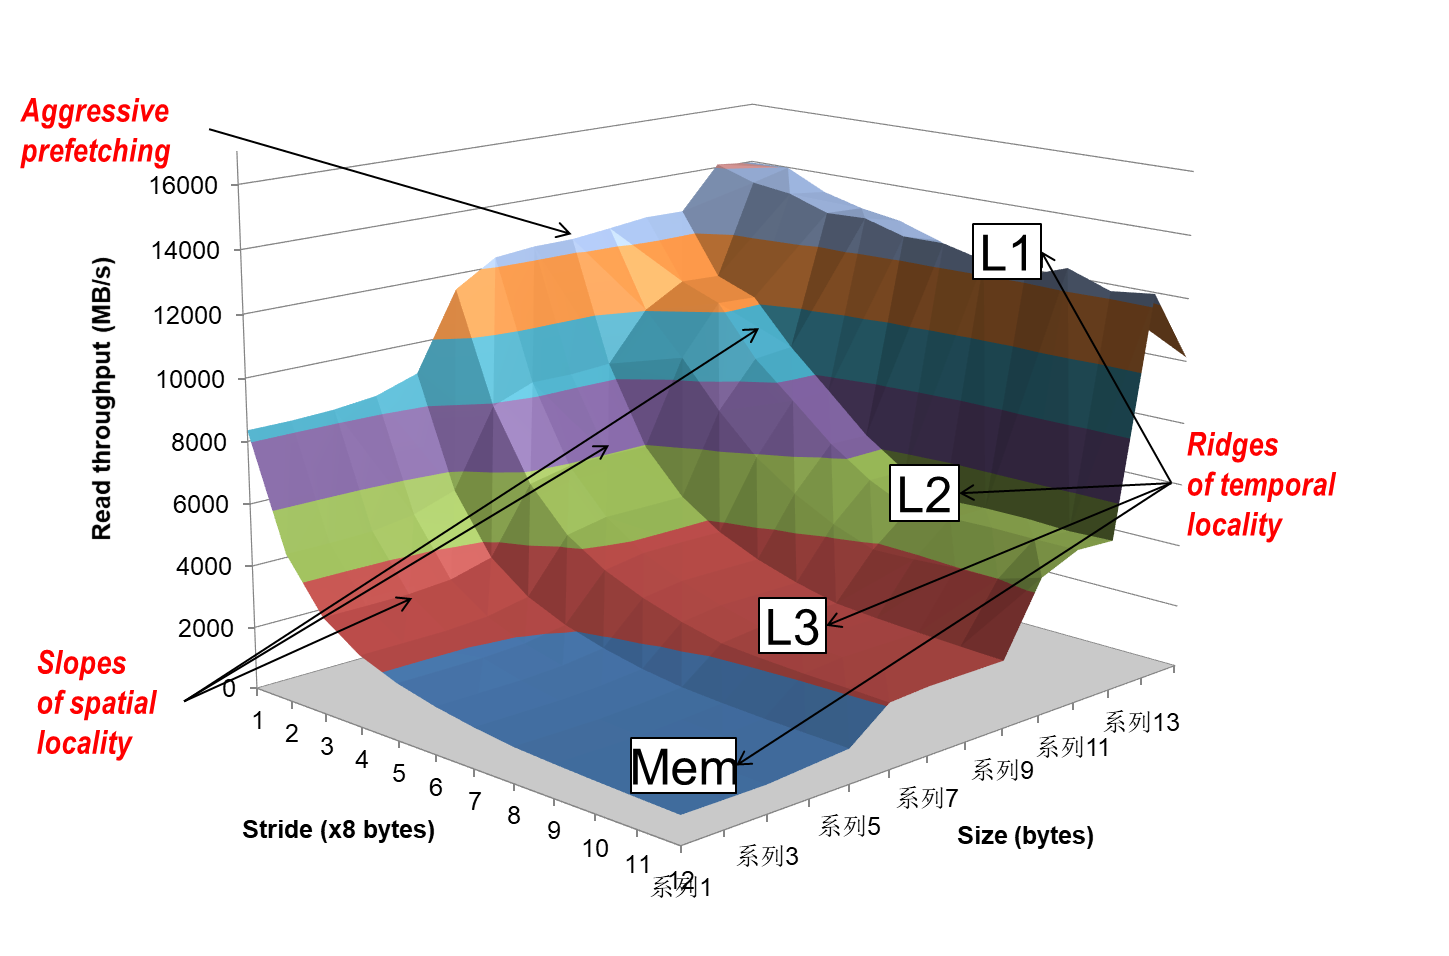 Aggressive
prefetching
16000
14000
12000
10000
8000
6000
4000
2000
0
Read throughput (MB/s)
L1
L2
L3
Mem
Ridges
of temporal
locality
Slopes
of spatial
locality
1
2
3
4
5
6
7
8
9
10
11
12
Stride (x8 bytes)
系列1
系列3
系列5
系列7
系列9
系列11
系列13
Size (bytes)